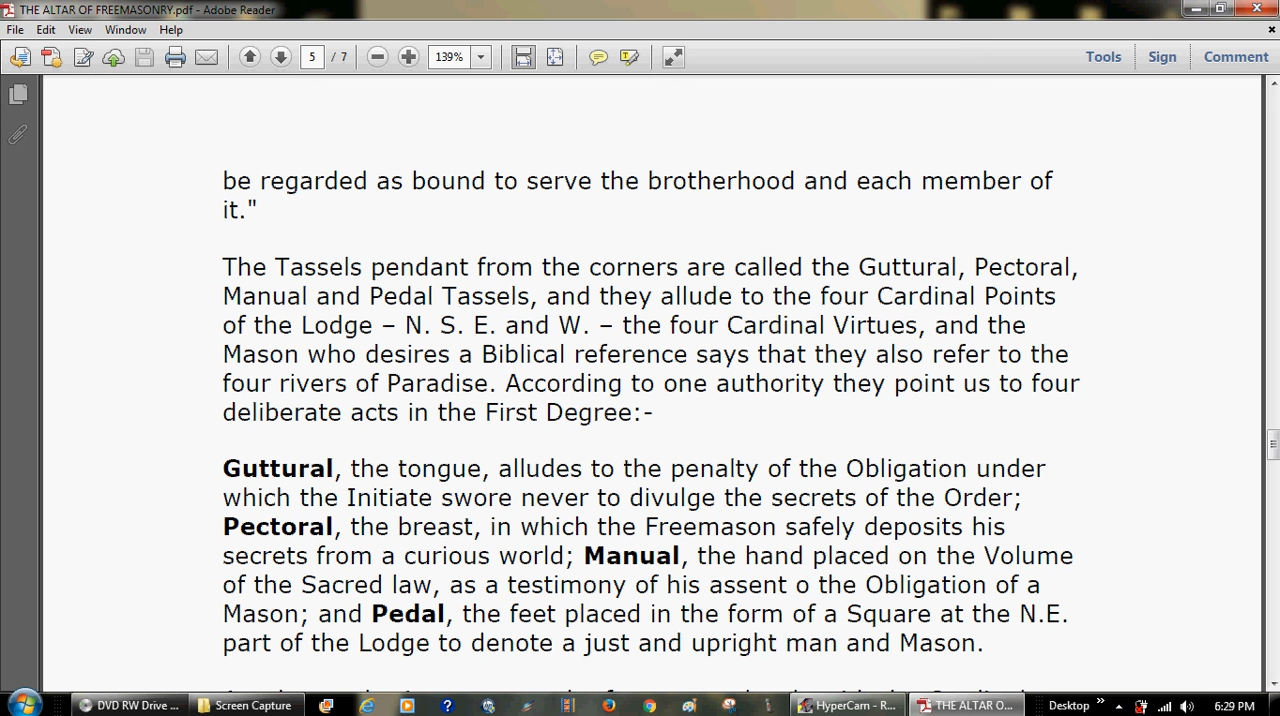 THE ALTAR OF FREEMASONRY.pdf - Adobe Reader
File Edit View Window Help
5 / 7 139% Tools Sign Comment
be regarded as bound to serve the brotherhood and each member of
it."
The Tassels pendant from the corners are called the Guttural, Pectoral,
Manual and Pedal Tassels, and they allude to the four Cardinal Points
of the Lodge – N. S. E. and W. – the four Cardinal Virtues, and the
Mason who desires a Biblical reference says that they also refer to the
four rivers of Paradise. According to one authority they point us to four
deliberate acts in the First Degree:-
Guttural, the tongue, alludes to the penalty of the Obligation under
which the Initiate swore never to divulge the secrets of the Order;
Pectoral, the breast, in which the Freemason safely deposits his
secrets from a curious world; Manual, the hand placed on the Volume
of the Sacred law, as a testimony of his assent o the Obligation of a
Mason; and Pedal, the feet placed in the form of a Square at the N.E.
part of the Lodge to denote a just and upright man and Mason.
DVD RW Drive ... Screen Capture HyperCam - R... THE ALTAR O... Desktop 6:29 PM